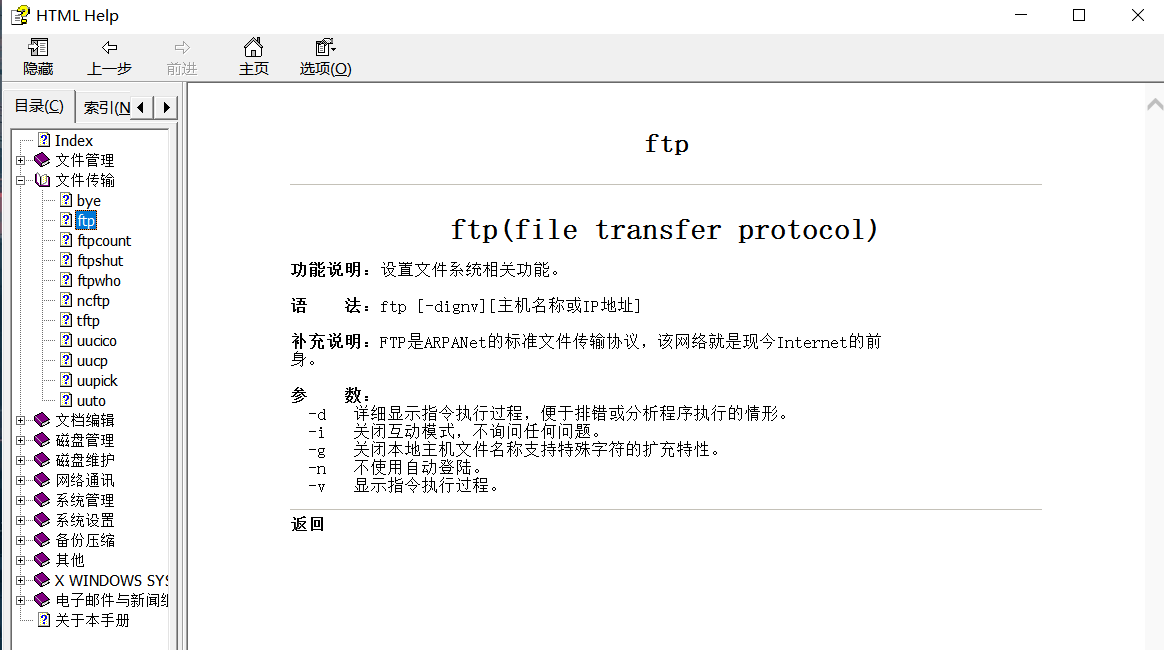 HTML Help
隐藏 上一步 前进 主页 选项(O)
目录(C) 索引(N
Index
文件管理
文件传输
bye
ftp
ftpcount
ftpshut
ftpwho
ncftp
tftp
uucico
uucp
uupick
uuto
文档编辑
磁盘管理
磁盘维护
网络通讯
系统管理
系统设置
备份压缩
其他
X WINDOWS SYS
电子邮件与新闻组
关于本手册
ftp
ftp(file transfer protocol)
功能说明：设置文件系统相关功能。
语　　法：ftp [-dignv][主机名称或IP地址]
补充说明：FTP是ARPANet的标准文件传输协议，该网络就是现今Internet的前
身。
参　　数：
-d 详细显示指令执行过程，便于排错或分析程序执行的情形。
-i 关闭互动模式，不询问任何问题。
-g 关闭本地主机文件名称支持特殊字符的扩充特性。
-n 不使用自动登陆。
-v 显示指令执行过程。
返回